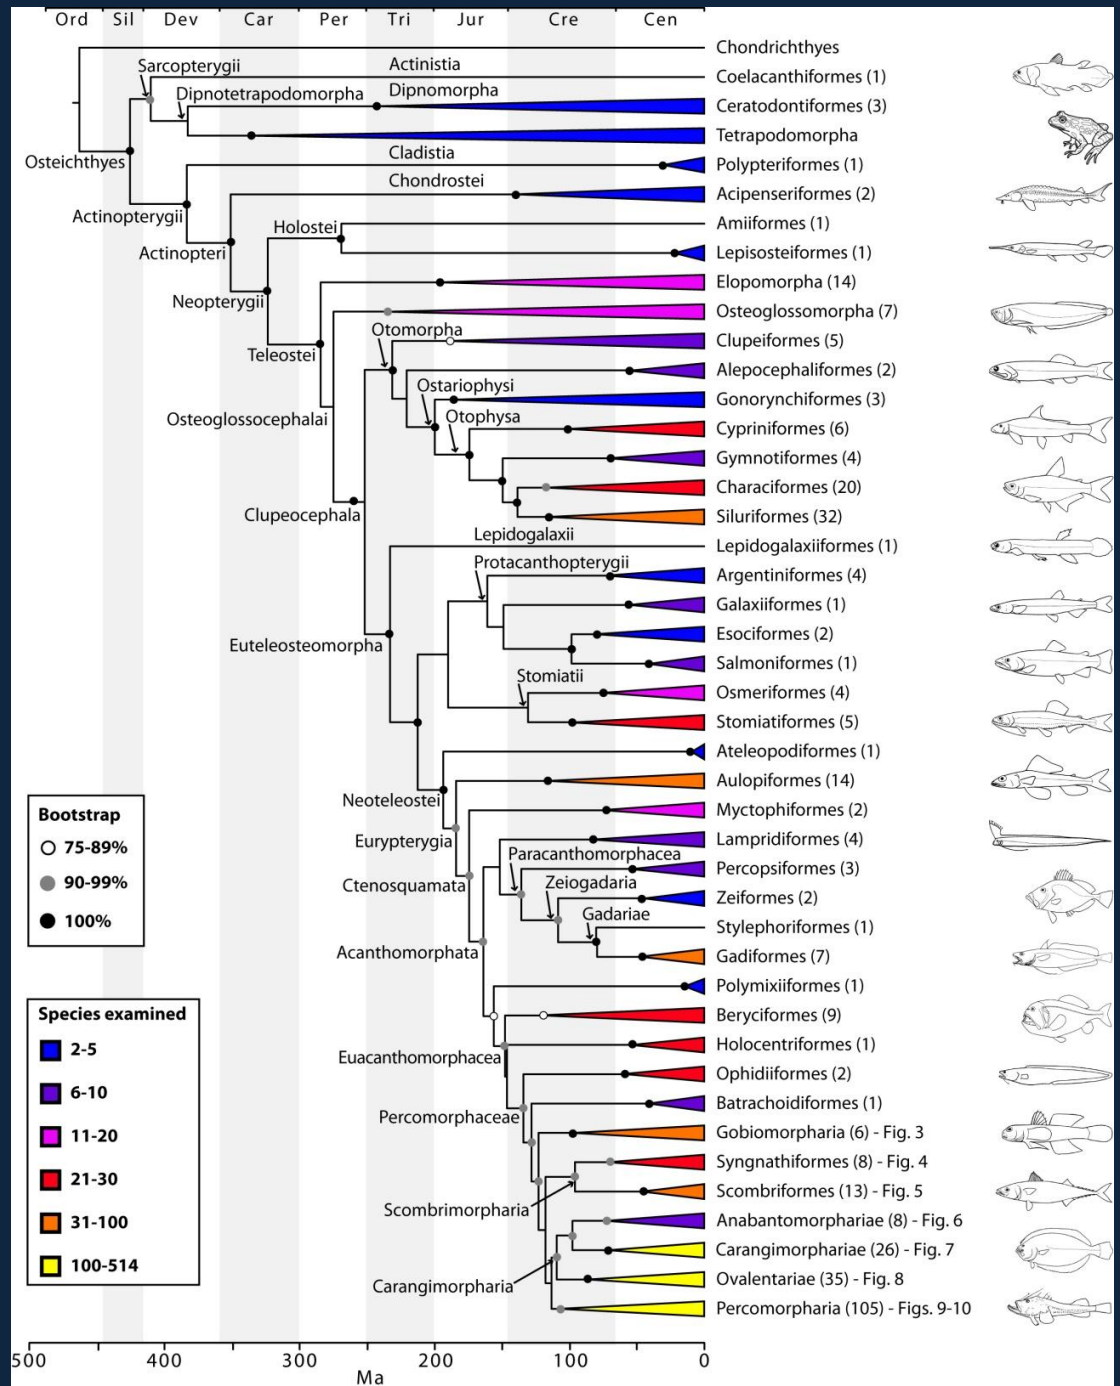 Ord Sil Dev Car Per Tri Jur Cre Cen
Chondrichthyes
Sarcopterygii
Actinistia
Coelacanthiformes (1)
Dipnotetrapodomorpha
Dipnomorpha
Ceratodontiformes (3)
Tetrapodomorpha
Osteichthyes
Cladistia
Polypteriformes (1)
Chondrostei
Acipenseriformes (2)
Actinopterygii
Amiiformes (1)
Holostei
Actinopteri
Lepisosteiformes (1)
Elopomorpha (14)
Neopterygii
Osteoglossomorpha (7)
Otomorpha
Clupeiformes (5)
Teleostei
Alepocephaliformes (2)
Ostariophysi
Gonorynchiformes (3)
Otophysa
Osteoglossocephalai
Cypriniformes (6)
Gymnotiformes (4)
Characiformes (20)
Clupeocephala
Siluriformes (32)
Lepidogalaxii
Lepidogalaxiiformes (1)
Protacanthopterygii
Argentiniformes (4)
Galaxiiformes (1)
Esociformes (2)
Euteleosteomorpha
Salmoniformes (1)
Stomiatii
Osmeriformes (4)
Stomiatiformes (5)
Ateleopodiformes (1)
Aulopiformes (14)
Neoteleostei
Myctophiformes (2)
Eurypterygia
Lampridiformes (4)
Paracanthomorphacea
Percopsiformes (3)
Zeiogadaria
Ctenosquamata
Zeiformes (2)
Gadariae
Stylephoriformes (1)
Acanthomorphata
Gadiformes (7)
Polymixiiformes (1)
Beryciformes (9)
Holocentriformes (1)
Euacanthomorphacea
Ophidiiformes (2)
Batrachoidiformes (1)
Percomorphaceae
Gobiomorpharia (6) - Fig. 3
Syngnathiformes (8) - Fig. 4
Scombriformes (13) - Fig. 5
Scombrimorpharia
Anabantomorphariae (8) - Fig. 6
Carangimorphariae (26) - Fig. 7
Ovalentariae (35) - Fig. 8
Carangimorpharia
Percomorpharia (105) - Figs. 9-10
Bootstrap
75-89%
90-99%
100%
Species examined
2-5
6-10
11-20
21-30
31-100
100-514
500 400 300 200 100 0
Ma